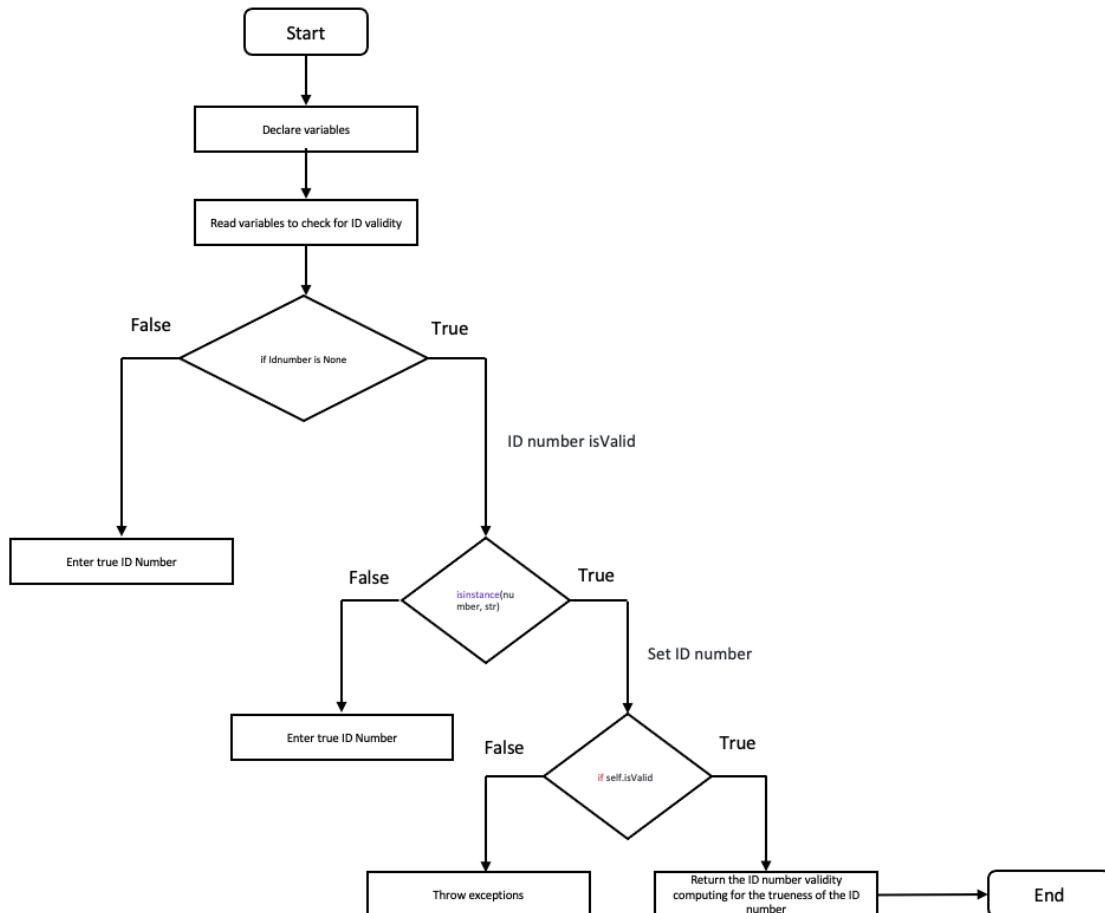 Start
Declare variables
Read variables to check for ID validity
False
True
if Idnumber is None
ID number isValid
Enter true ID Number
False
True
isinstance(nu
mber, str)
Set ID number
Enter true ID Number
False
True
if self.isValid
Throw exceptions
Return the ID number validity
computing for the trueness of the ID
number
End